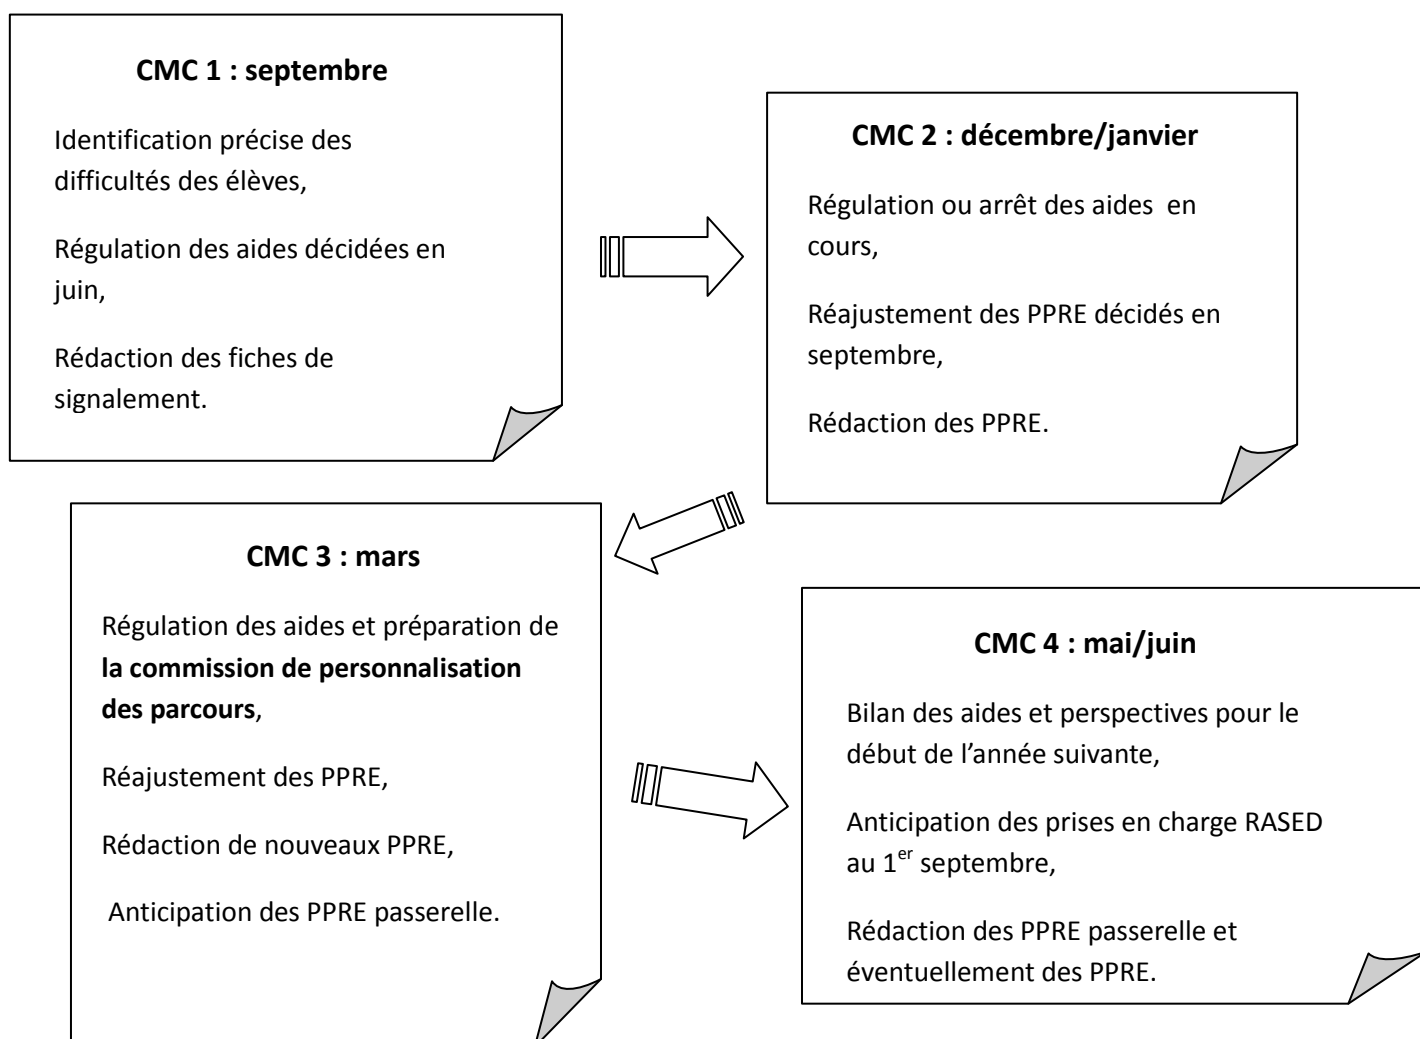 CMC 1 : septembre
Identification précise des
difficultés des élèves,
Régulation des aides décidées en
juin,
Rédaction des fiches de
signalement.
CMC 2 : décembre/janvier
Régulation ou arrêt des aides en
cours,
Réajustement des PPRE décidés en
septembre,
Rédaction des PPRE.
CMC 3 : mars
Régulation des aides et préparation de
la commission de personnalisation
des parcours,
Réajustement des PPRE,
Rédaction de nouveaux PPRE,
Anticipation des PPRE passerelle.
CMC 4 : mai/juin
Bilan des aides et perspectives pour le
début de l’année suivante,
Anticipation des prises en charge RASED
au 1er septembre,
Rédaction des PPRE passerelle et
éventuellement des PPRE.